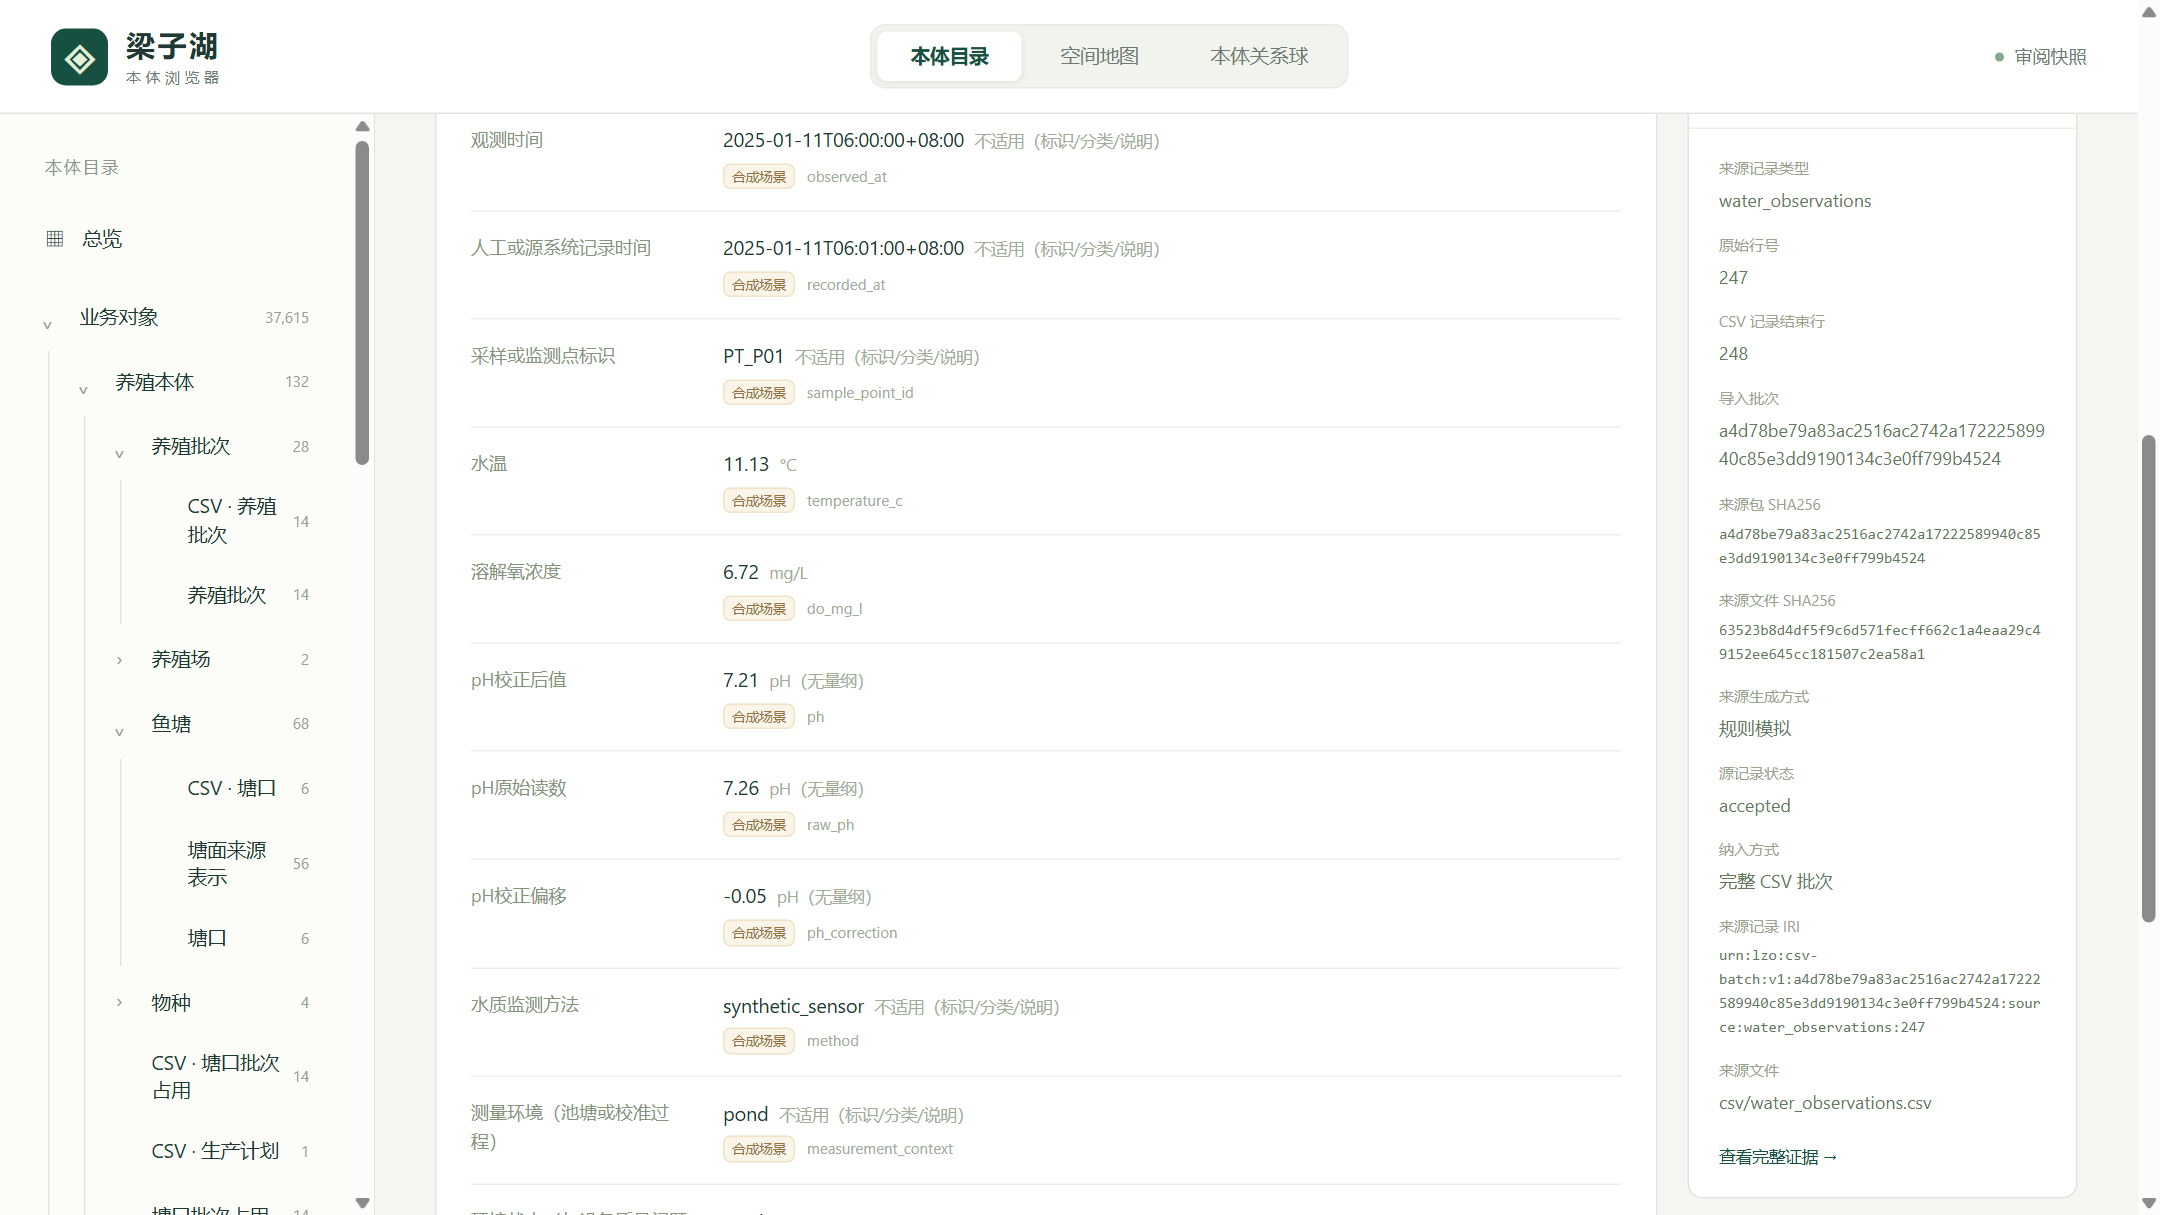 梁子湖
本体浏览器
本体目录
空间地图
本体关系球
审阅快照
本体目录
总览
业务对象 37,615
养殖本体 132
养殖批次 28
CSV · 养殖
批次 14
养殖批次 14
养殖场 2
鱼塘 68
CSV · 塘口 6
塘面来源
表示 56
塘口 6
物种 4
CSV · 塘口批次
占用 14
CSV · 生产计划 1
观测时间
2025-01-11T06:00:00+08:00 不适用（标识/分类/说明）
合成场景 observed_at
人工或源系统记录时间
2025-01-11T06:01:00+08:00 不适用（标识/分类/说明）
合成场景 recorded_at
采样或监测点标识
PT_P01 不适用（标识/分类/说明）
合成场景 sample_point_id
水温
11.13 °C
合成场景 temperature_c
溶解氧浓度
6.72 mg/L
合成场景 do_mg_l
pH校正后值
7.21 pH（无量纲）
合成场景 ph
pH原始读数
7.26 pH（无量纲）
合成场景 raw_ph
pH校正偏移
-0.05 pH（无量纲）
合成场景 ph_correction
水质监测方法
synthetic_sensor 不适用（标识/分类/说明）
合成场景 method
测量环境（池塘或校准过
程）
pond 不适用（标识/分类/说明）
合成场景 measurement_context
来源记录类型
water_observations
原始行号
247
CSV 记录结束行
248
导入批次
a4d78be79a83ac2516ac2742a172225899
40c85e3dd9190134c3e0ff799b4524
来源包 SHA256
a4d78be79a83ac2516ac2742a17222589940c85
e3dd9190134c3e0ff799b4524
来源文件 SHA256
63523b8d4df5f9c6d571fecff662c1a4eaa29c4
9152ee645cc181507c2ea58a1
来源生成方式
规则模拟
源记录状态
accepted
纳入方式
完整 CSV 批次
来源记录 IRI
urn:lzo:csv-
batch:v1:a4d78be79a83ac2516ac2742a17222
589940c85e3dd9190134c3e0ff799b4524:sour
ce:water_observations:247
来源文件
csv/water_observations.csv
查看完整证据 →